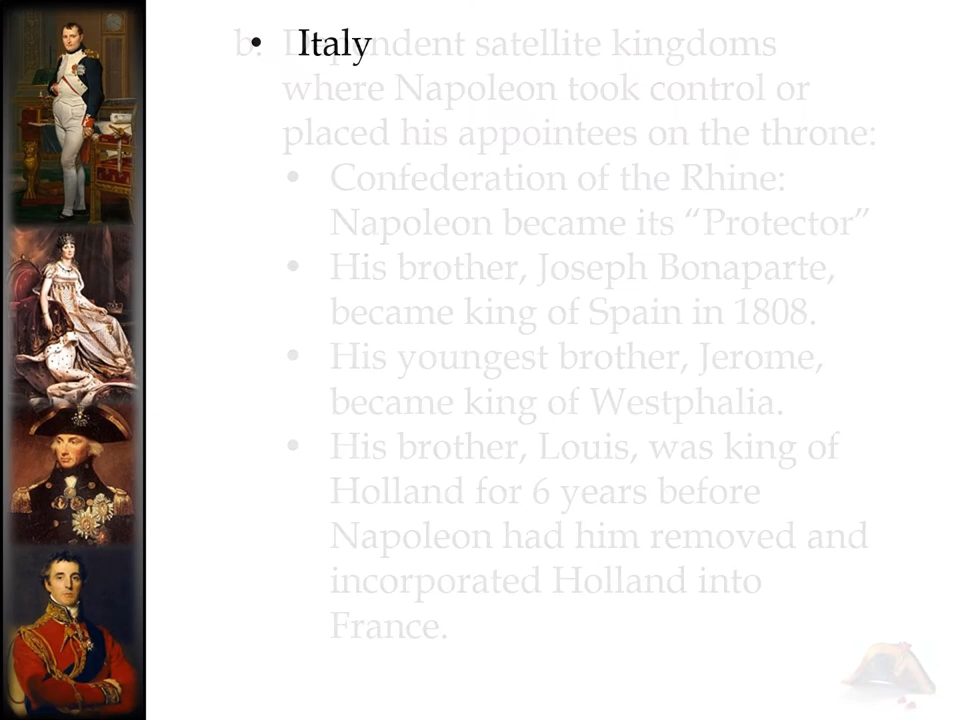 • Italy
b. Dependent satellite kingdoms
where Napoleon took control or
placed his appointees on the throne:
• Confederation of the Rhine:
Napoleon became its “Protector”
• His brother, Joseph Bonaparte,
became king of Spain in 1808.
• His youngest brother, Jerome,
became king of Westphalia.
• His brother, Louis, was king of
Holland for 6 years before
Napoleon had him removed and
incorporated Holland into
France.